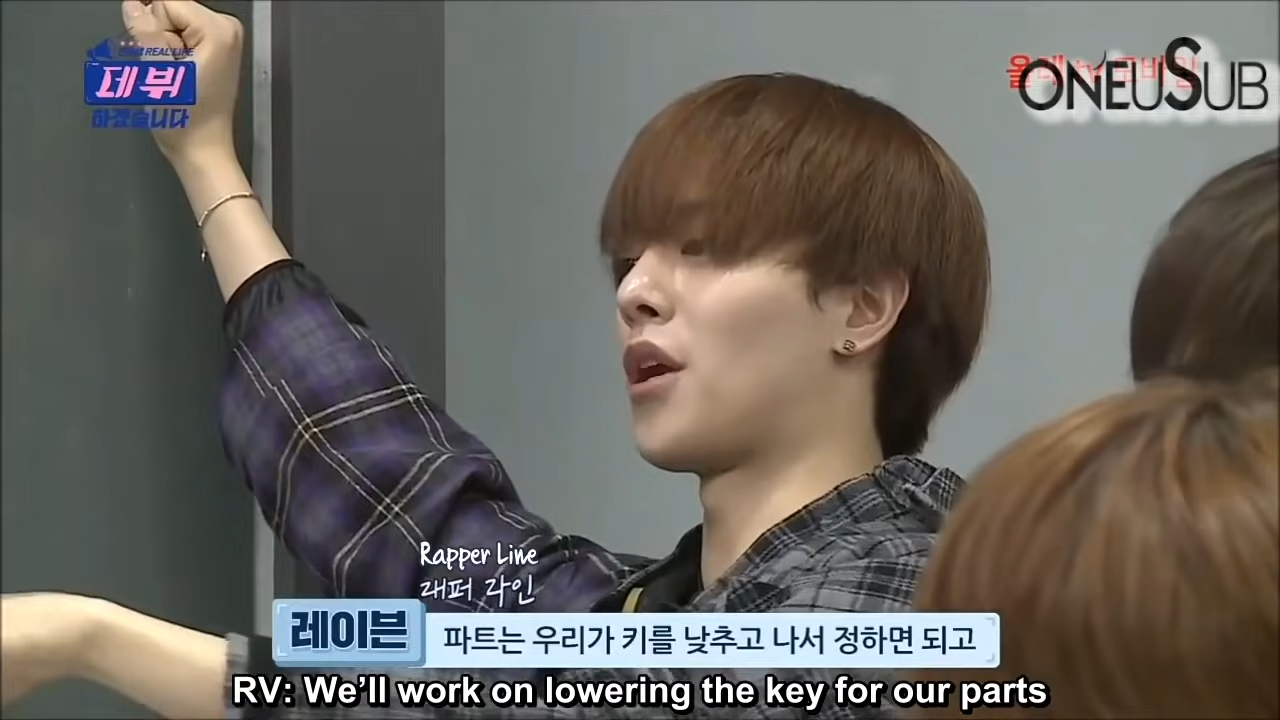 REAL LIFE
데뷔
하겠습니다
ONEUSUB
Rapper Line
래퍼 라인
레이븐
파트는 우리가 키를 낮추고 나서 정하면 되고
RV: We’ll work on lowering the key for our parts